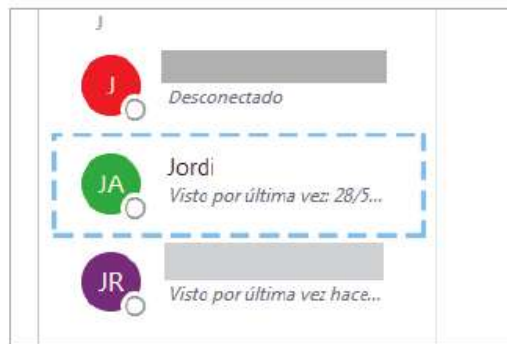 J
J
Desconectado
JA
Jordi
Visto por última vez: 28/5...
JR
Visto por última vez hace...